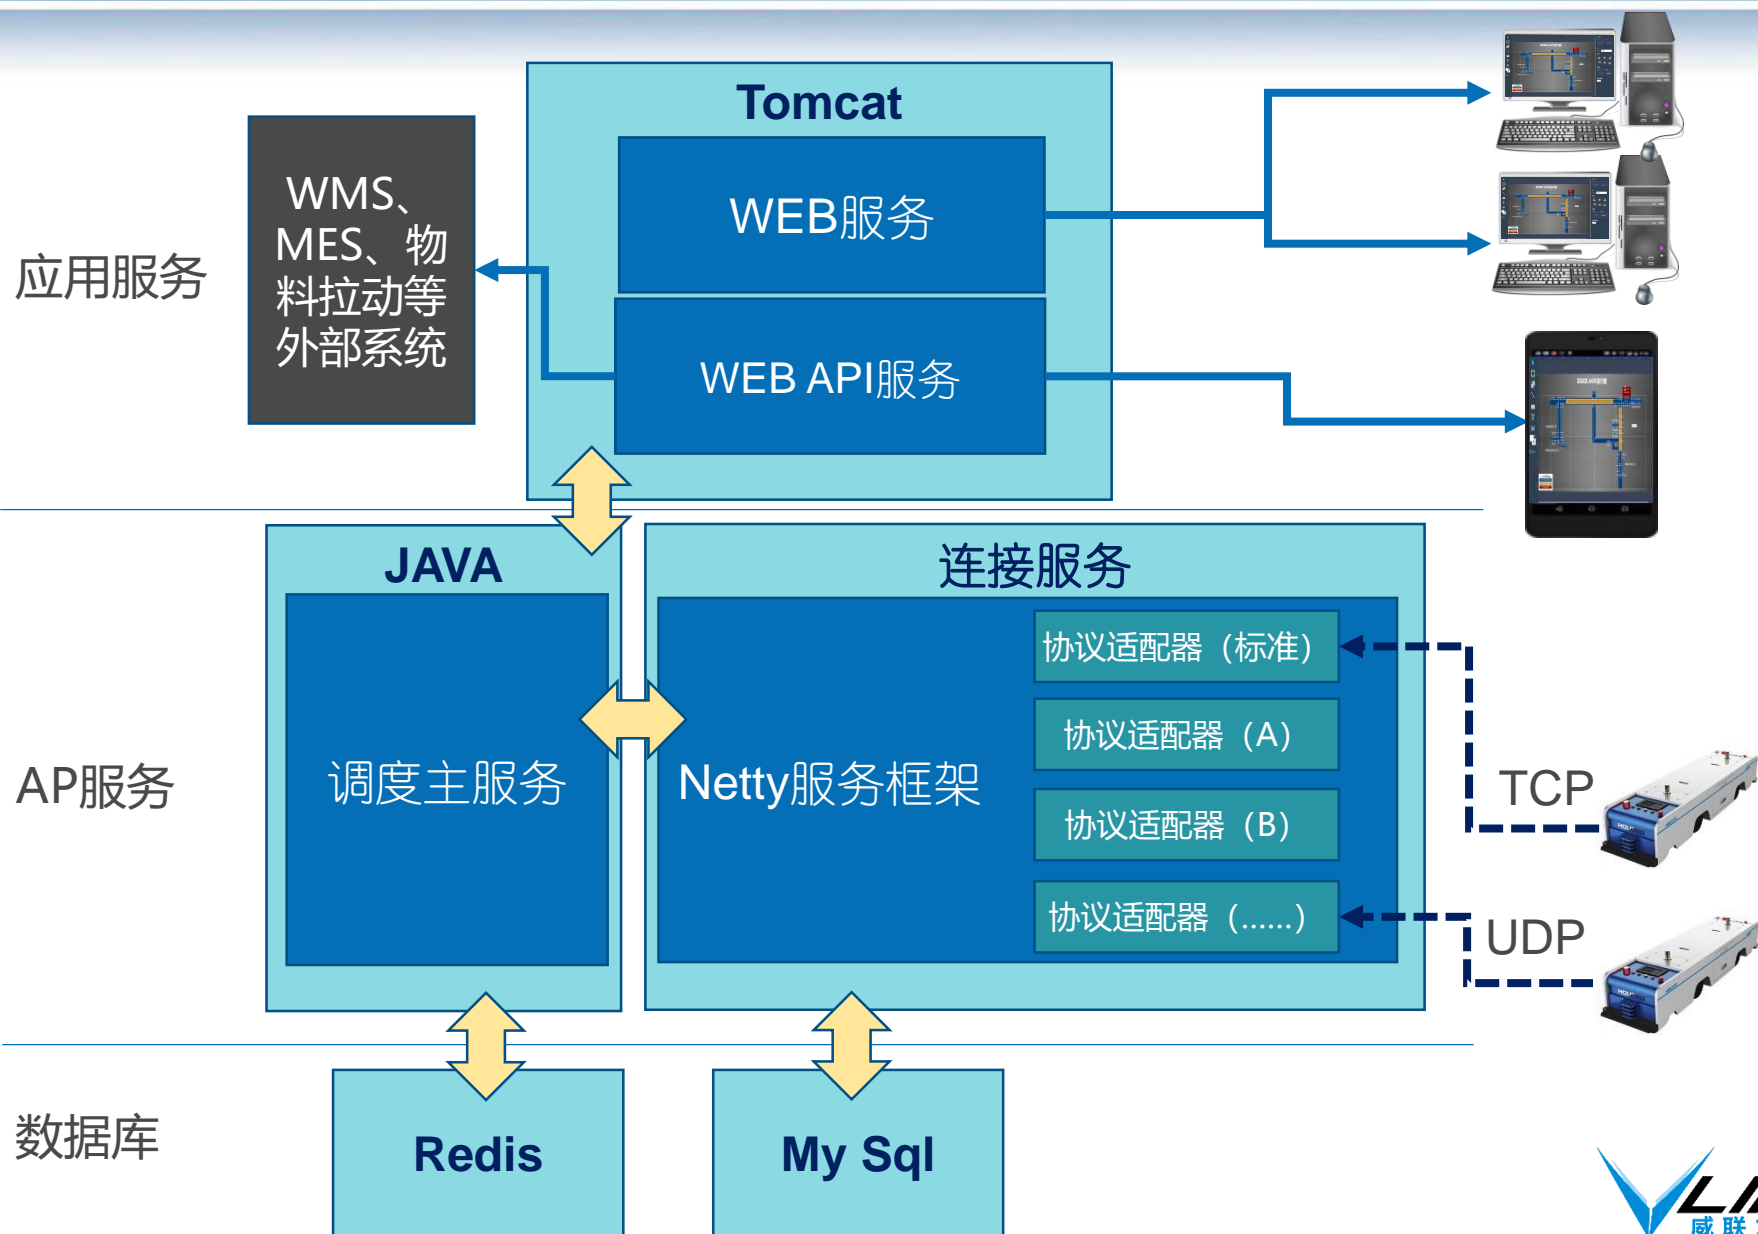 Tomcat
WEB服务
WMS、
MES、物
料拉动等
外部系统
应用服务
WEB API服务
JAVA
连接服务
协议适配器（标准）
协议适配器（A）
调度主服务
Netty服务框架
AP服务
TCP
协议适配器（B）
协议适配器（......）
UDP
数据库
Redis
My Sql
威联